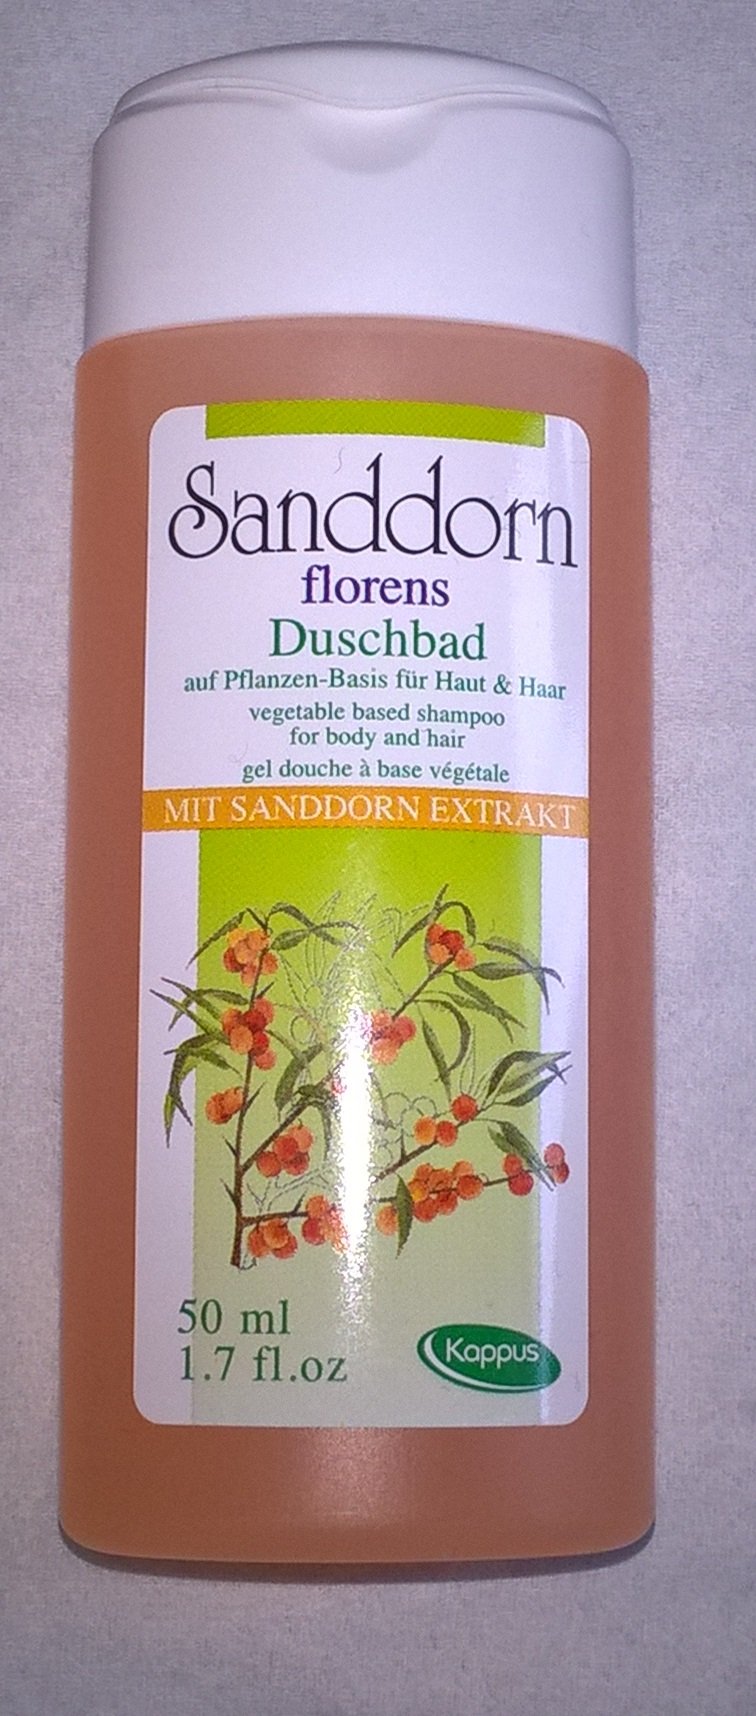 Sanddorn
florens
Duschbad
auf Pflanzen-Basis für Haut & Haar
vegetable based shampoo
for body and hair
gel douche à base végétale
MIT SANDDORN EXTRAKT
50 ml
1.7 fl.oz
Kappus